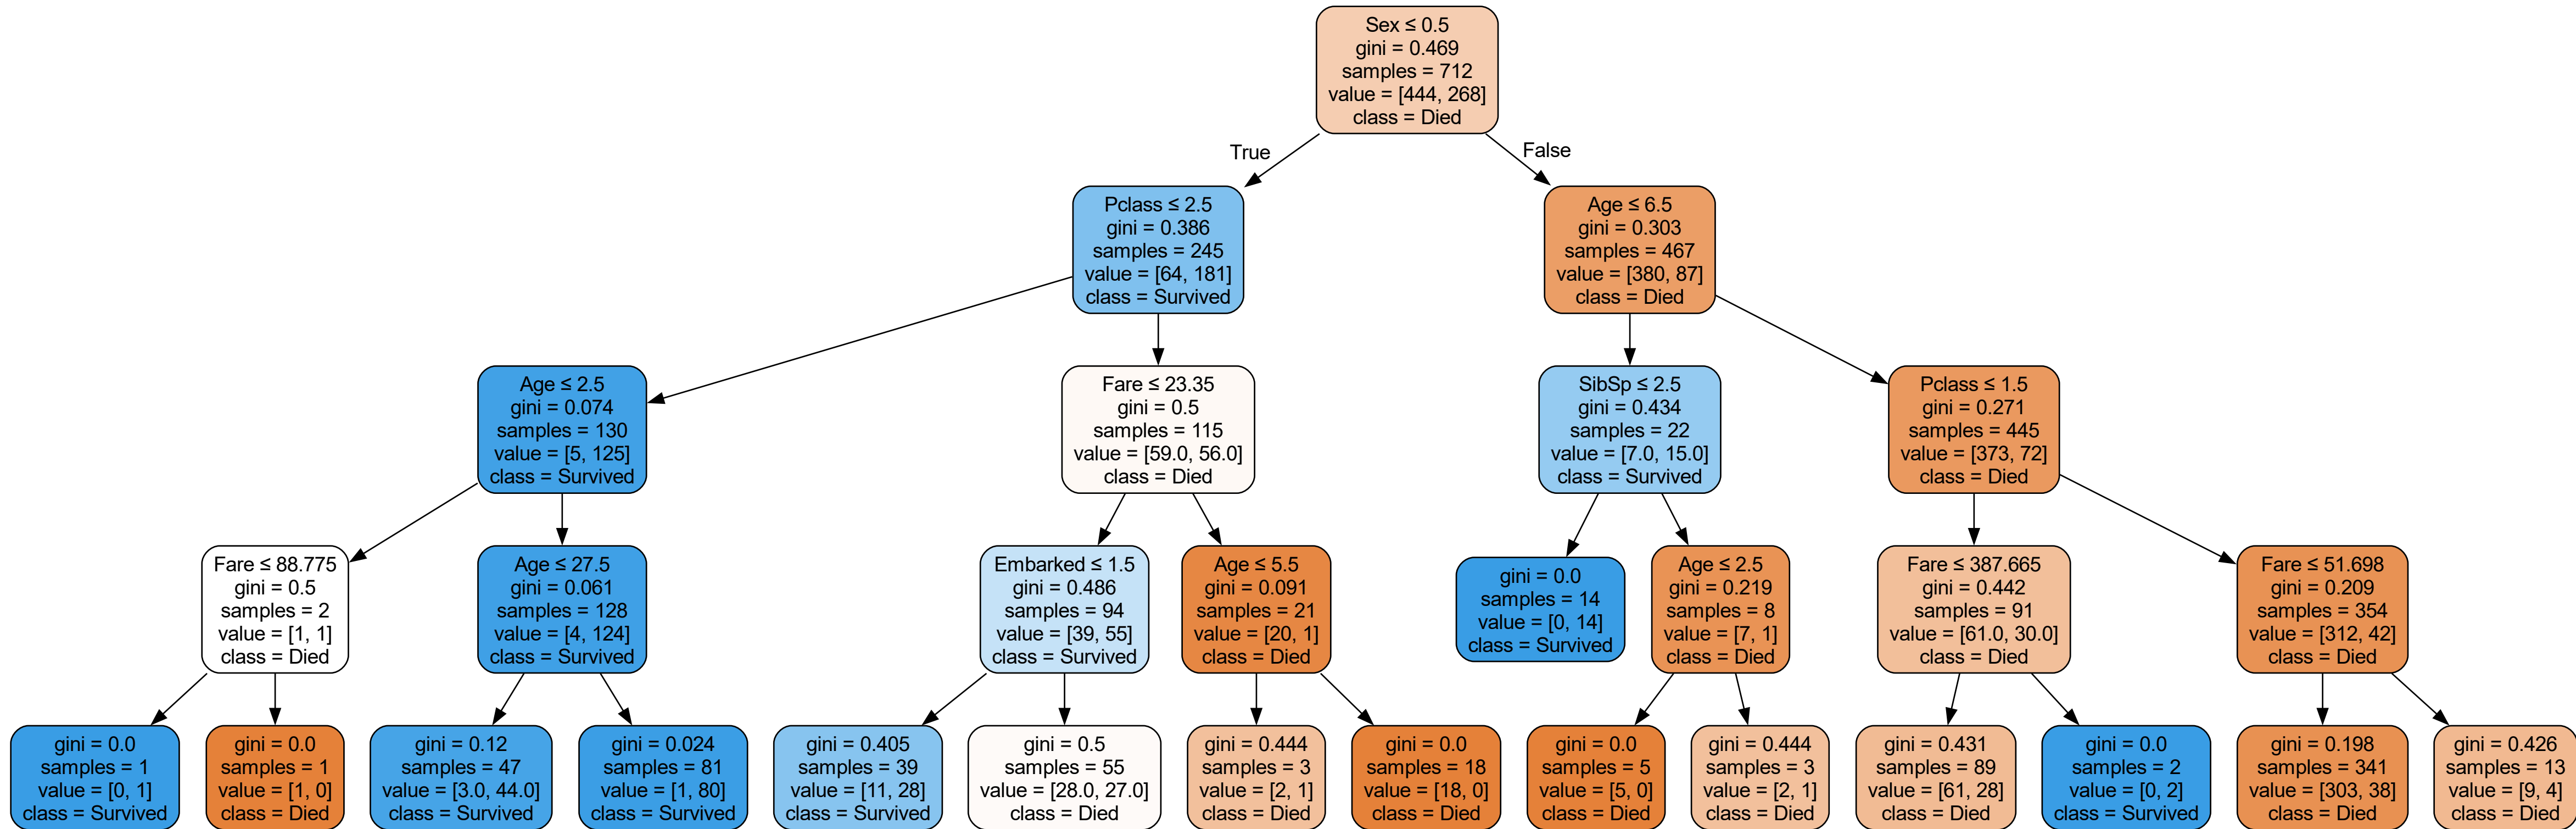 Sex ≤ 0.5
gini = 0.469
samples = 712
value = [444, 268]
class = Died
True
False
Pclass ≤ 2.5
gini = 0.386
samples = 245
value = [64, 181]
class = Survived
Age ≤ 6.5
gini = 0.303
samples = 467
value = [380, 87]
class = Died
Age ≤ 2.5
gini = 0.074
samples = 130
value = [5, 125]
class = Survived
Fare ≤ 23.35
gini = 0.5
samples = 115
value = [59.0, 56.0]
class = Died
SibSp ≤ 2.5
gini = 0.434
samples = 22
value = [7.0, 15.0]
class = Survived
Pclass ≤ 1.5
gini = 0.271
samples = 445
value = [373, 72]
class = Died
Fare ≤ 88.775
gini = 0.5
samples = 2
value = [1, 1]
class = Died
Age ≤ 27.5
gini = 0.061
samples = 128
value = [4, 124]
class = Survived
Embarked ≤ 1.5
gini = 0.486
samples = 94
value = [39, 55]
class = Survived
Age ≤ 5.5
gini = 0.091
samples = 21
value = [20, 1]
class = Died
gini = 0.0
samples = 14
value = [0, 14]
class = Survived
Age ≤ 2.5
gini = 0.219
samples = 8
value = [7, 1]
class = Died
Fare ≤ 387.665
gini = 0.442
samples = 91
value = [61.0, 30.0]
class = Died
Fare ≤ 51.698
gini = 0.209
samples = 354
value = [312, 42]
class = Died
gini = 0.0
samples = 1
value = [0, 1]
class = Survived
gini = 0.0
samples = 1
value = [1, 0]
class = Died
gini = 0.12
samples = 47
value = [3.0, 44.0]
class = Survived
gini = 0.024
samples = 81
value = [1, 80]
class = Survived
gini = 0.405
samples = 39
value = [11, 28]
class = Survived
gini = 0.5
samples = 55
value = [28.0, 27.0]
class = Died
gini = 0.444
samples = 3
value = [2, 1]
class = Died
gini = 0.0
samples = 18
value = [18, 0]
class = Died
gini = 0.0
samples = 5
value = [5, 0]
class = Died
gini = 0.444
samples = 3
value = [2, 1]
class = Died
gini = 0.431
samples = 89
value = [61, 28]
class = Died
gini = 0.0
samples = 2
value = [0, 2]
class = Survived
gini = 0.198
samples = 341
value = [303, 38]
class = Died
gini = 0.426
samples = 13
value = [9, 4]
class = Died